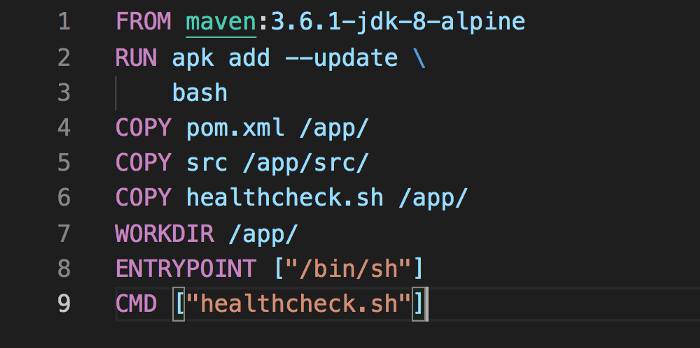 1 FROM maven:3.6.1-jdk-8-alpine
2 RUN apk add --update \
3     bash
4 COPY pom.xml /app/
5 COPY src /app/src/
6 COPY healthcheck.sh /app/
7 WORKDIR /app/
8 ENTRYPOINT ["/bin/sh"]
9 CMD ["healthcheck.sh"]